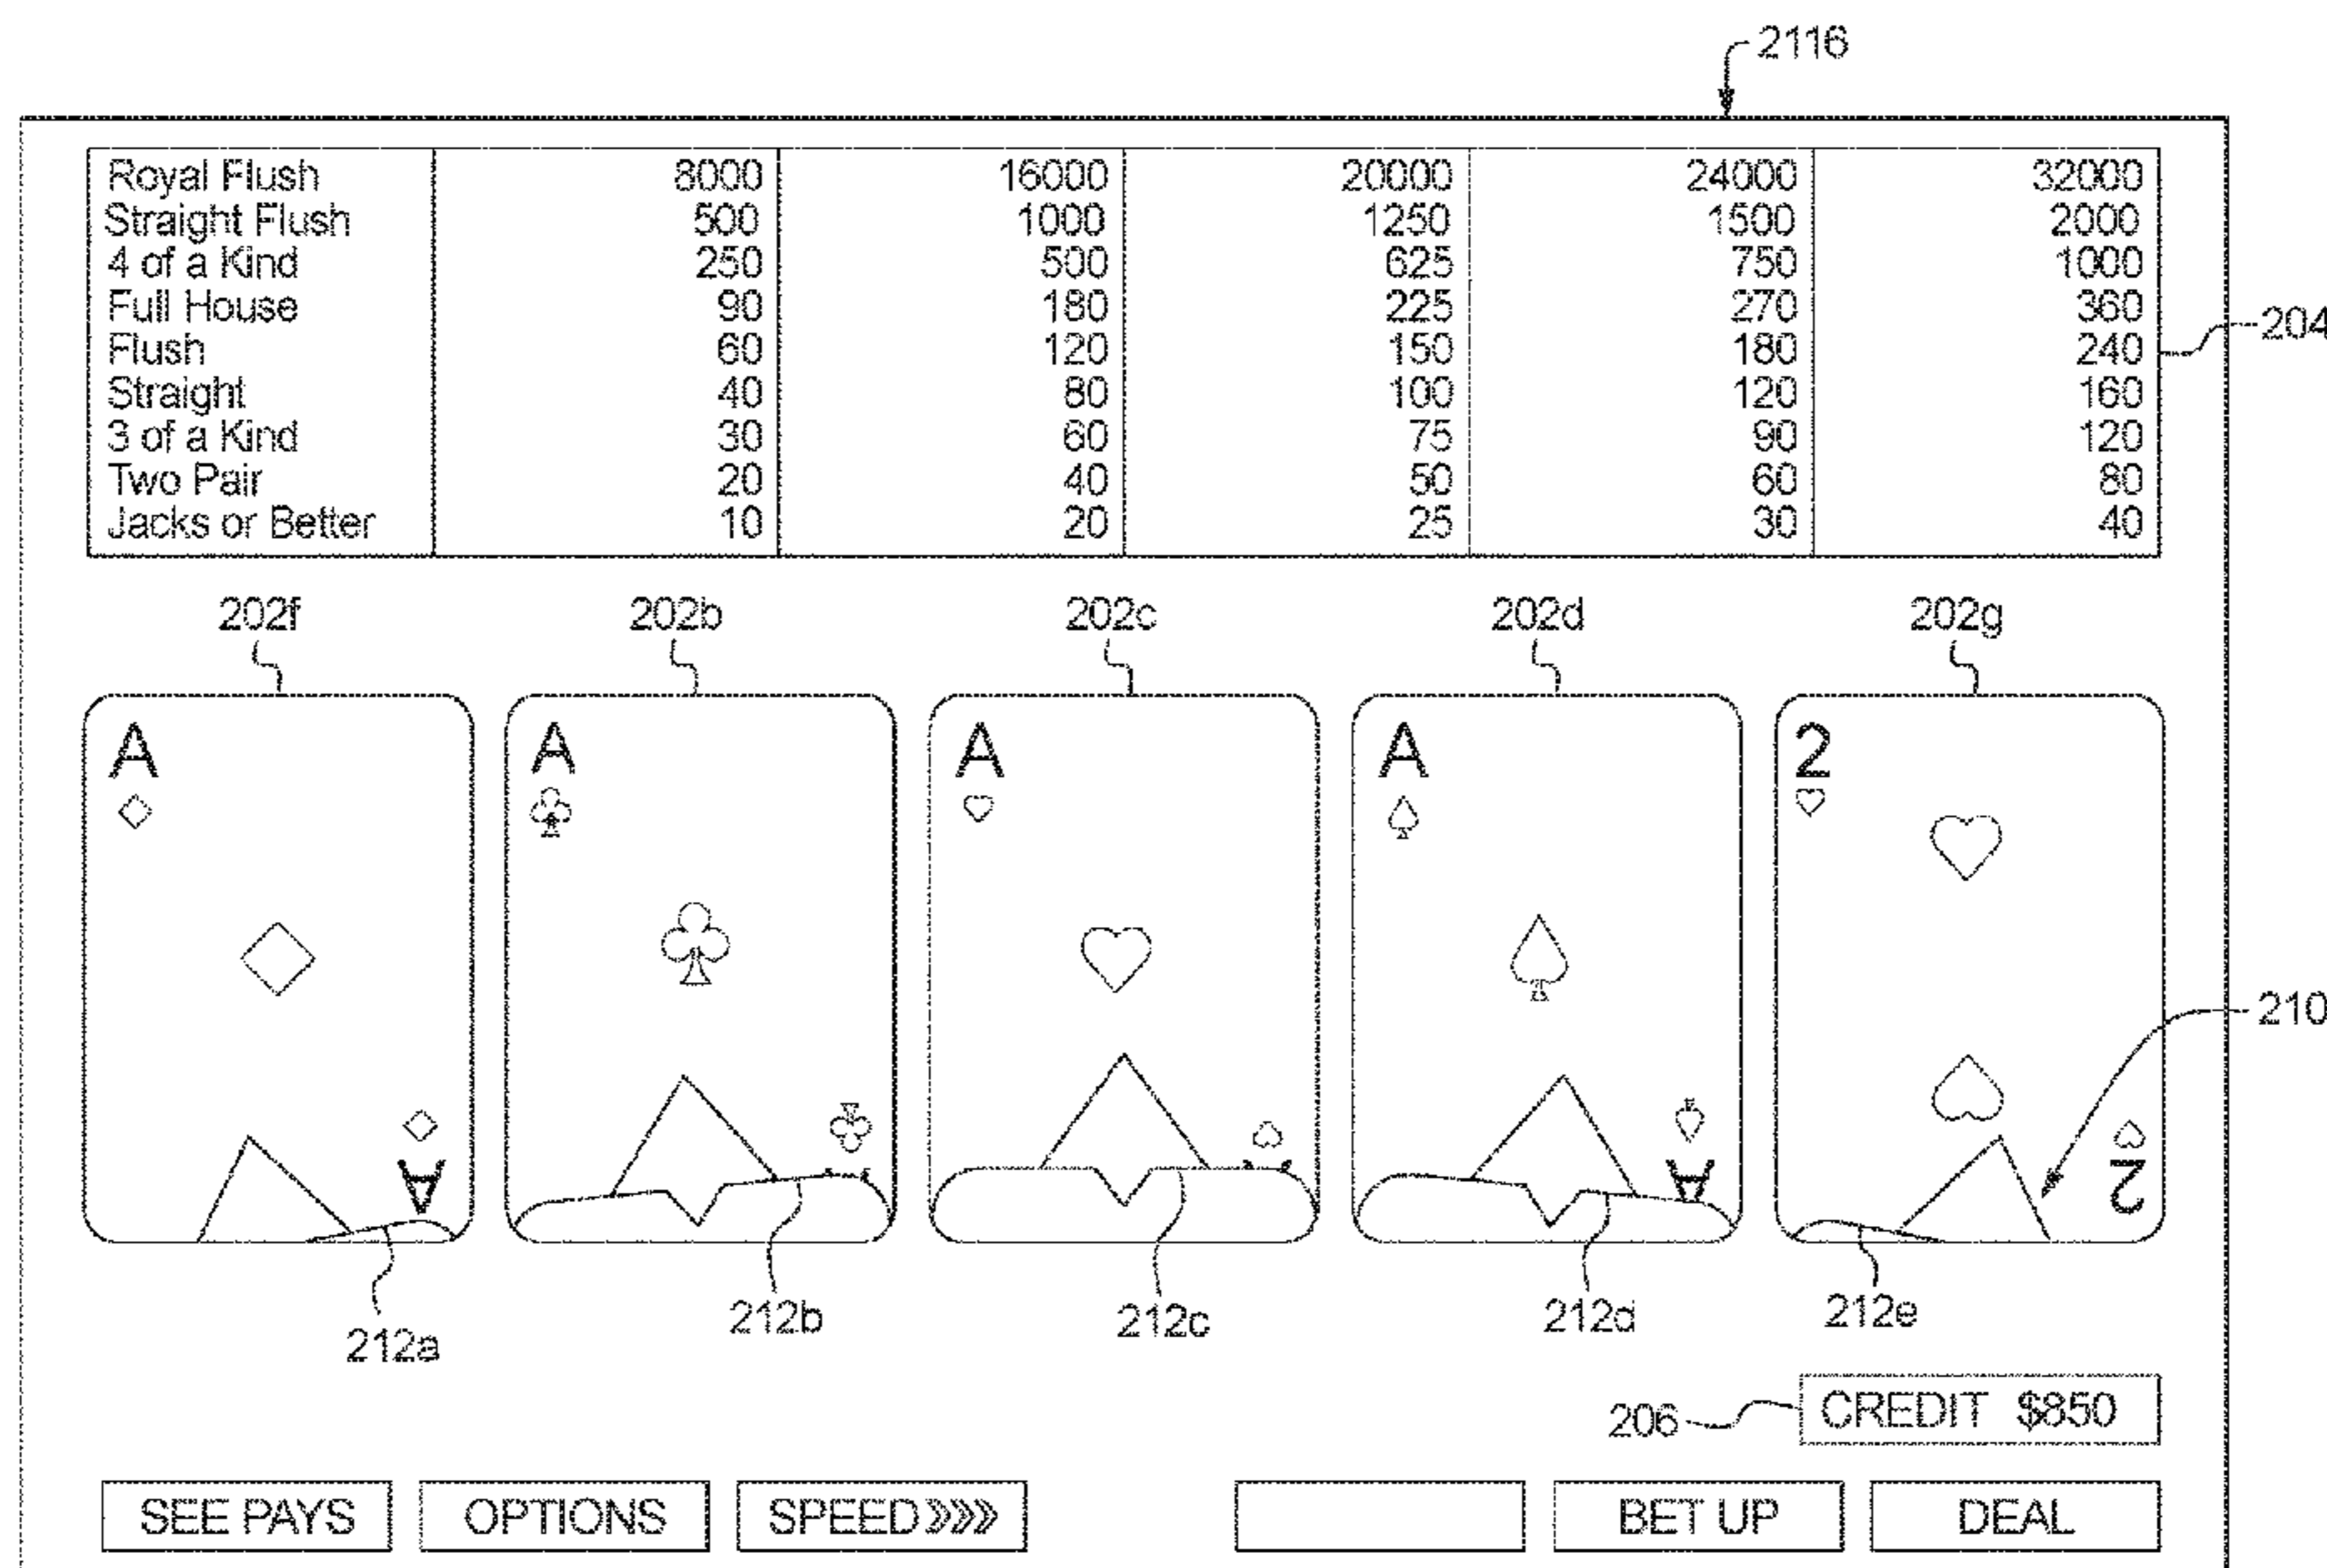 2116
Royal Flush 8000 16000 20000 24000 32000
Straight Flush 500 1000 1250 1500 2000
4 of a Kind 250 500 625 750 1000
Full House 90 180 225 270 360
Flush 60 120 150 180 240
204
Straight 40 80 100 120 160
3 of a Kind 30 60 75 90 120
Two Pair 20 40 50 60 80
Jacks or Better 10 20 25 30 40
202f 202b 202c 202d 202g
A A A A 2
210
A A A A 2
212a 212b 212c 212d 212e
206 CREDIT $850
SEE PAYS OPTIONS SPEED»»» BET UP DEAL